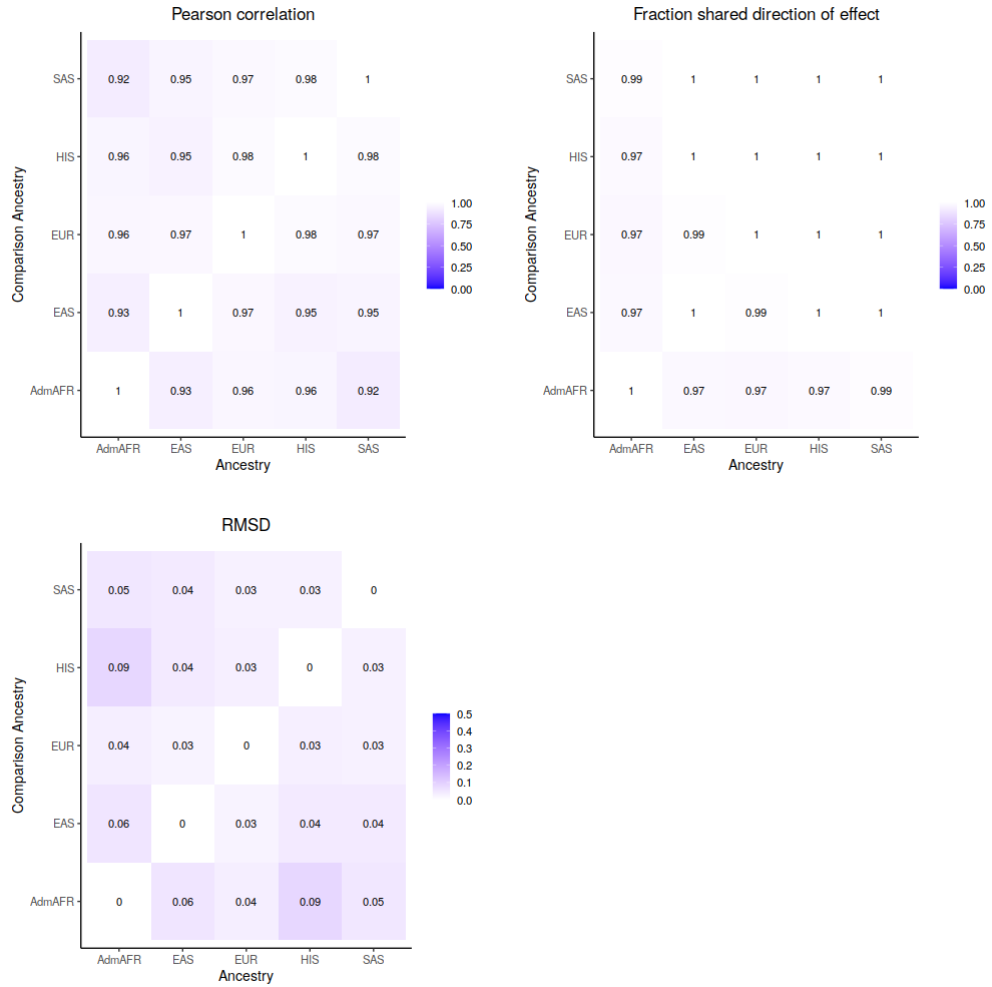 Pearson correlation
Comparison Ancestry
SAS 0.92 0.95 0.97 0.98 1
HIS 0.96 0.95 0.98 1 0.98
EUR 0.96 0.97 1 0.98 0.97
EAS 0.93 1 0.97 0.95 0.95
AdmAFR 1 0.93 0.96 0.96 0.92
AdmAFR EAS EUR HIS SAS
Ancestry
1.00
0.75
0.50
0.25
0.00
Fraction shared direction of effect
Comparison Ancestry
SAS 0.99 1 1 1 1
HIS 0.97 1 1 1 1
EUR 0.97 0.99 1 1 1
EAS 0.97 1 0.99 1 1
AdmAFR 1 0.97 0.97 0.97 0.99
AdmAFR EAS EUR HIS SAS
Ancestry
1.00
0.75
0.50
0.25
0.00
RMSD
Comparison Ancestry
SAS 0.05 0.04 0.03 0.03 0
HIS 0.09 0.04 0.03 0 0.03
EUR 0.04 0.03 0 0.03 0.03
EAS 0.06 0 0.03 0.04 0.04
AdmAFR 0 0.06 0.04 0.09 0.05
AdmAFR EAS EUR HIS SAS
Ancestry
0.5
0.4
0.3
0.2
0.1
0.0